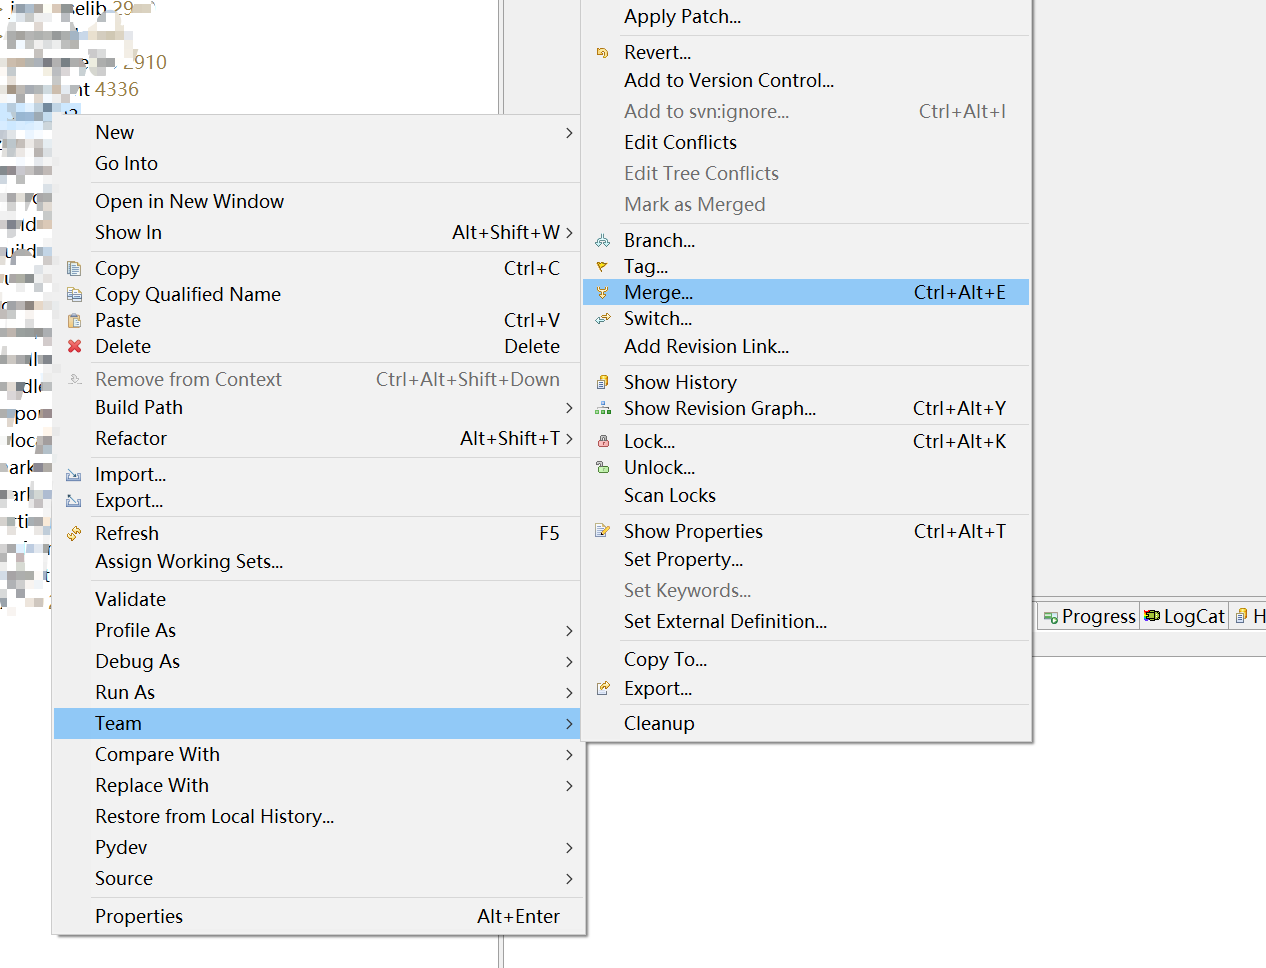 selib 29
2910
nt 4336
New
Go Into
Open in New Window
Show In Alt+Shift+W
Copy Ctrl+C
Copy Qualified Name
Paste Ctrl+V
Delete Delete
Remove from Context Ctrl+Alt+Shift+Down
Build Path
Refactor Alt+Shift+T
Import...
Export...
Refresh F5
Assign Working Sets...
Validate
Profile As
Debug As
Run As
Team
Compare With
Replace With
Restore from Local History...
Pydev
Source
Properties Alt+Enter
Apply Patch...
Revert...
Add to Version Control...
Add to svn:ignore... Ctrl+Alt+I
Edit Conflicts
Edit Tree Conflicts
Mark as Merged
Branch...
Tag...
Merge... Ctrl+Alt+E
Switch...
Add Revision Link...
Show History
Show Revision Graph... Ctrl+Alt+Y
Lock... Ctrl+Alt+K
Unlock...
Scan Locks
Show Properties Ctrl+Alt+T
Set Property...
Set Keywords...
Set External Definition...
Copy To...
Export...
Cleanup
Progress LogCat H